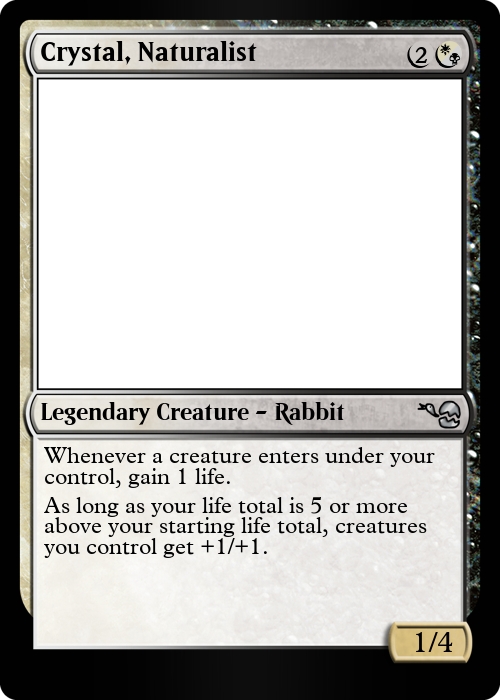 Crystal, Naturalist 2
Legendary Creature – Rabbit
Whenever a creature enters under your
control, gain 1 life.
As long as your life total is 5 or more
above your starting life total, creatures
you control get +1/+1.
1/4